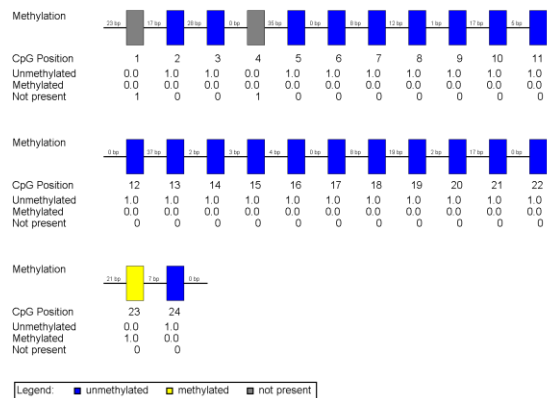 Methylation
23 bp 17 bp 28 bp 0 bp 35 bp 0 bp 8 bp 12 bp 1 bp 17 bp 5 bp
CpG Position 1 2 3 4 5 6 7 8 9 10 11
Unmethylated 0.0 1.0 1.0 0.0 1.0 1.0 1.0 1.0 1.0 1.0 1.0
Methylated 0.0 0.0 0.0 0.0 0.0 0.0 0.0 0.0 0.0 0.0 0.0
Not present 1 0 0 1 0 0 0 0 0 0 0
Methylation
0 bp 37 bp 2 bp 3 bp 4 bp 0 bp 8 bp 19 bp 2 bp 17 bp 0 bp
CpG Position 12 13 14 15 16 17 18 19 20 21 22
Unmethylated 1.0 1.0 1.0 1.0 1.0 1.0 1.0 1.0 1.0 1.0 1.0
Methylated 0.0 0.0 0.0 0.0 0.0 0.0 0.0 0.0 0.0 0.0 0.0
Not present 0 0 0 0 0 0 0 0 0 0 0
Methylation
21 bp 7 bp 0 bp
CpG Position 23 24
Unmethylated 0.0 1.0
Methylated 1.0 0.0
Not present 0 0
Legend: unmethylated methylated not present